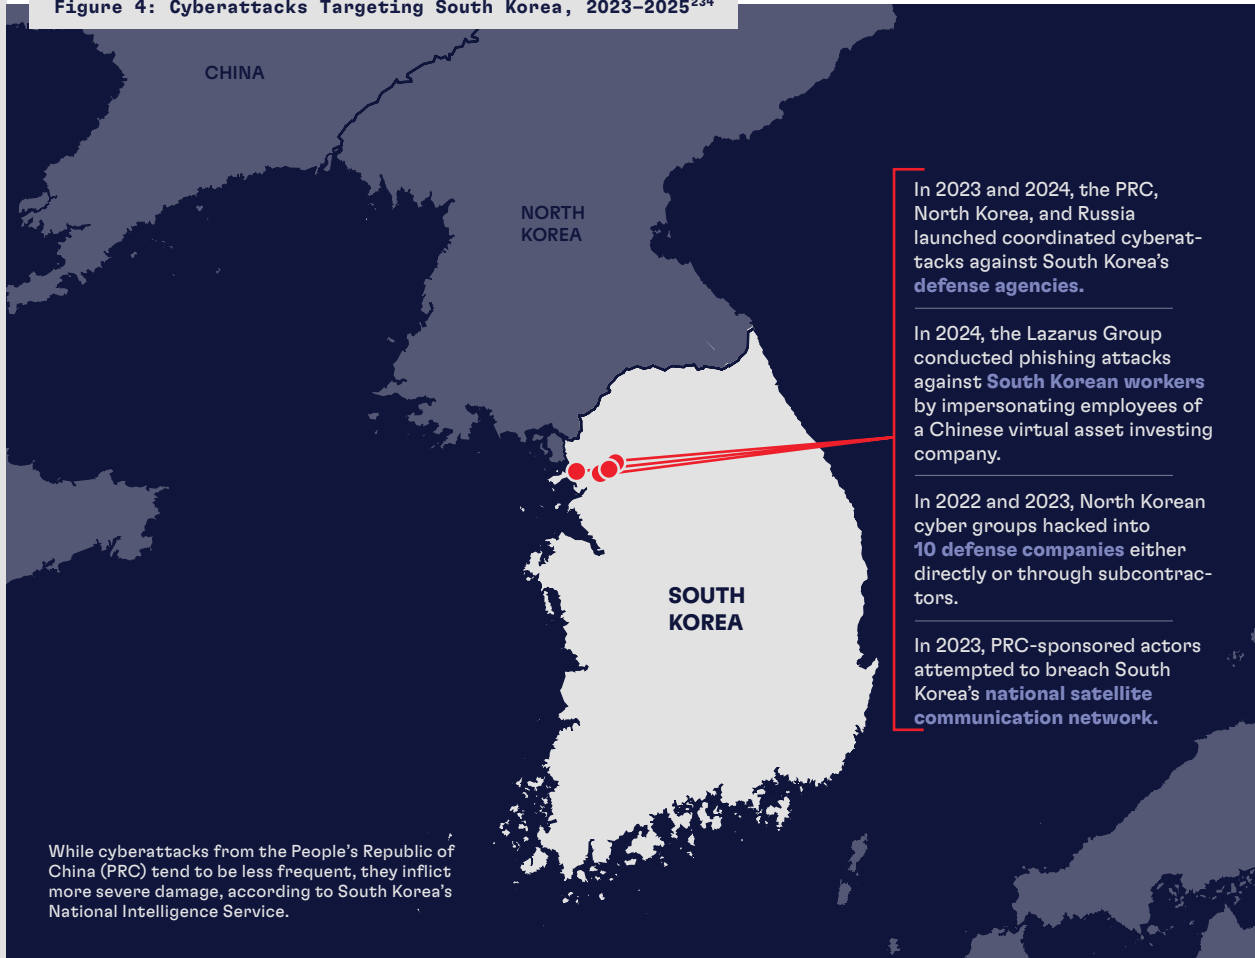 Figure 4: Cyberattacks Targeting South Korea, 2023–2025²³⁴
CHINA
NORTH
KOREA
In 2023 and 2024, the PRC,
North Korea, and Russia
launched coordinated cyberat-
tacks against South Korea’s
defense agencies.
In 2024, the Lazarus Group
conducted phishing attacks
against South Korean workers
by impersonating employees of
a Chinese virtual asset investing
company.
In 2022 and 2023, North Korean
cyber groups hacked into
10 defense companies either
directly or through subcontrac-
tors.
In 2023, PRC-sponsored actors
attempted to breach South
Korea’s national satellite
communication network.
SOUTH
KOREA
While cyberattacks from the People’s Republic of
China (PRC) tend to be less frequent, they inflict
more severe damage, according to South Korea’s
National Intelligence Service.